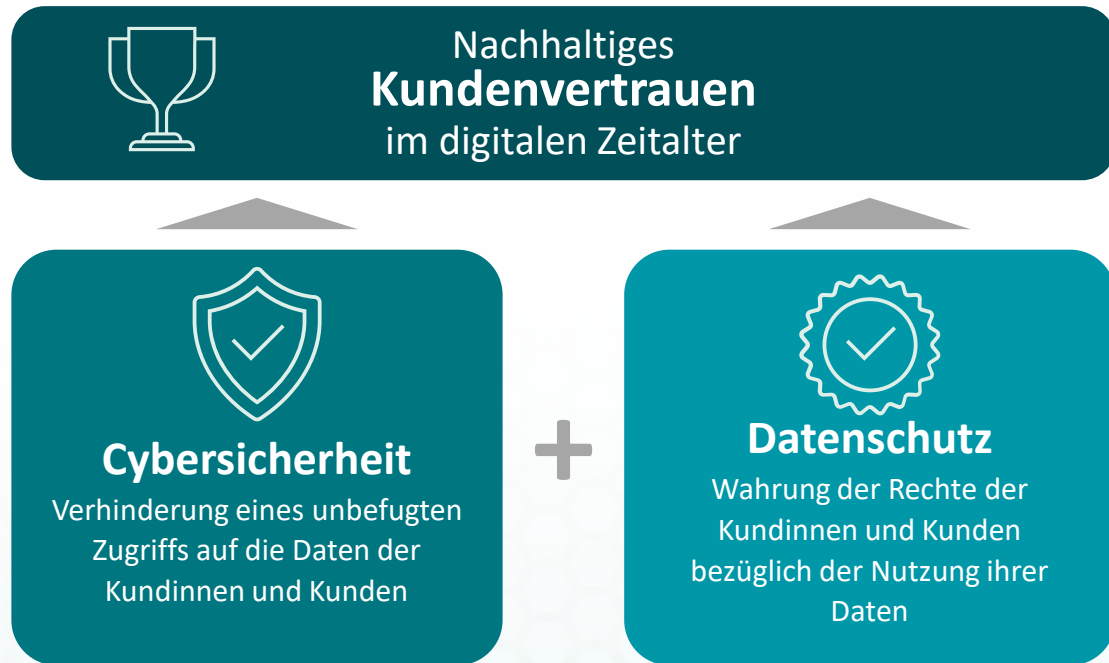 Nachhaltiges
Kundenvertrauen
im digitalen Zeitalter
Cybersicherheit
Verhinderung eines unbefugten
Zugriffs auf die Daten der
Kundinnen und Kunden
+
Datenschutz
Wahrung der Rechte der
Kundinnen und Kunden
bezüglich der Nutzung ihrer
Daten